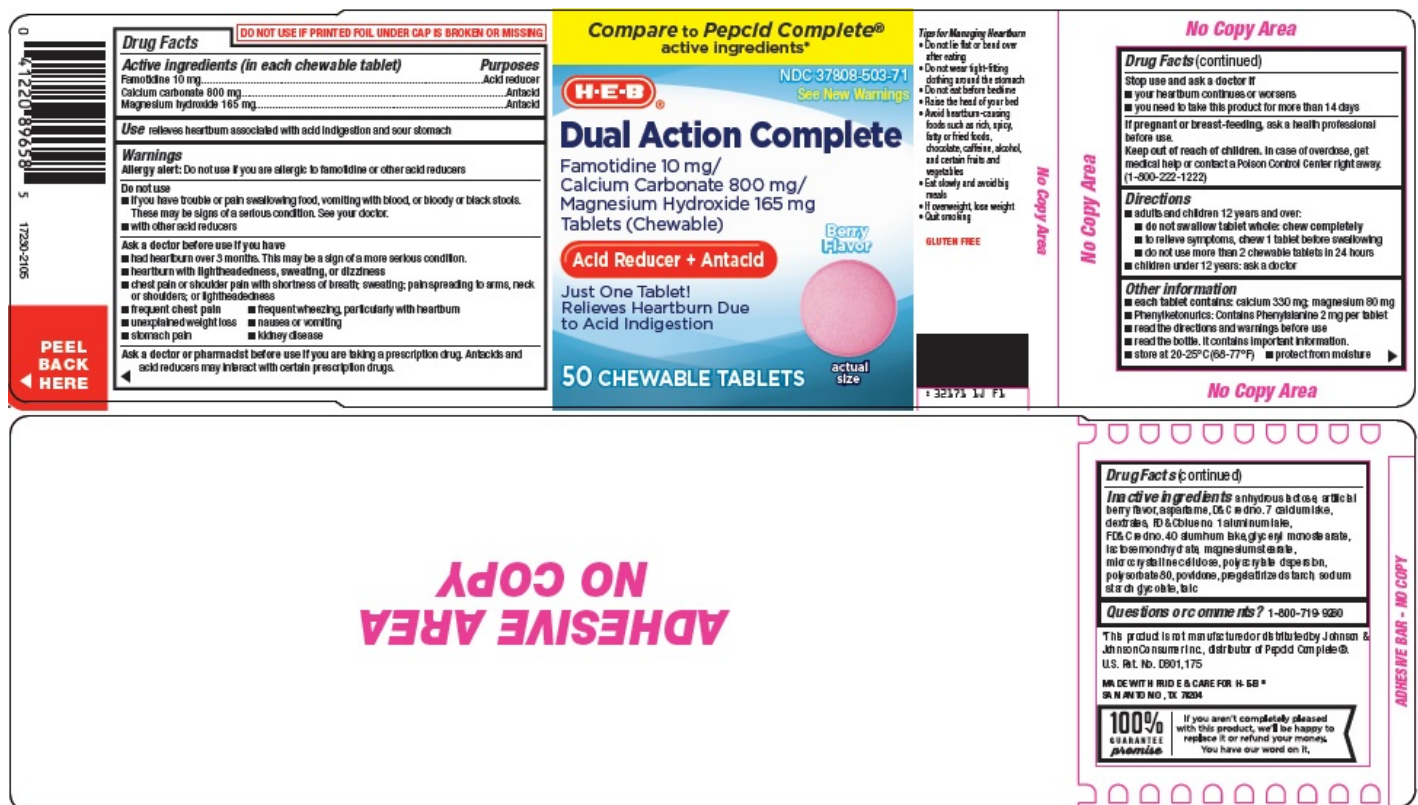 0 41220 89658 5
17230-2105
PEEL
BACK
HERE
DO NOT USE IF PRINTED FOIL UNDER CAP IS BROKEN OR MISSING
Drug Facts
Active ingredients (in each chewable tablet) Purposes
Famotidine 10 mg...Acid reducer
Calcium carbonate 800 mg...Antacid
Magnesium hydroxide 165 mg...Antacid
Use relieves heartburn associated with acid indigestion and sour stomach
Warnings
Allergy alert: Do not use if you are allergic to famotidine or other acid reducers
Do not use
■ if you have trouble or pain swallowing food, vomiting with blood, or bloody or black stools.
These may be signs of a serious condition. See your doctor.
■ with other acid reducers
Ask a doctor before use if you have
■ had heartburn over 3 months. This may be a sign of a more serious condition.
■ heartburn with lightheadedness, sweating, or dizziness
■ chest pain or shoulder pain with shortness of breath; sweating; pain spreading to arms, neck
or shoulders; or lightheadedness
■ frequent chest pain ■ frequent wheezing, particularly with heartburn
■ unexplained weight loss ■ nausea or vomiting
■ stomach pain ■ kidney disease
Ask a doctor or pharmacist before use if you are taking a prescription drug. Antacids and
acid reducers may interact with certain prescription drugs.
Compare to Pepcid Complete®
active ingredients*
NDC 37808-503-71
See New Warnings
H-E-B®
Dual Action Complete
Famotidine 10 mg/
Calcium Carbonate 800 mg/
Magnesium Hydroxide 165 mg
Tablets (Chewable)
Berry
Flavor
Acid Reducer + Antacid
Just One Tablet!
Relieves Heartburn Due
to Acid Indigestion
50 CHEWABLE TABLETS
actual
size
Tips for Managing Heartburn
• Do not lie flat or bend over
after eating
• Do not wear tight-fitting
clothing around the stomach
• Do not eat before bedtime
• Raise the head of your bed
• Avoid heartburn-causing
foods such as rich, spicy,
fatty or fried foods,
chocolate, caffeine, alcohol,
and certain fruits and
vegetables
• Eat slowly and avoid big
meals
• If overweight, lose weight
• Quit smoking
GLUTEN FREE
: 32171 1J F1
No Copy Area
No Copy Area
No Copy Area
Drug Facts (continued)
Stop use and ask a doctor if
■ your heartburn continues or worsens
■ you need to take this product for more than 14 days
If pregnant or breast-feeding, ask a health professional
before use.
Keep out of reach of children. In case of overdose, get
medical help or contact a Poison Control Center right away.
(1-800-222-1222)
Directions
■ adults and children 12 years and over:
■ do not swallow tablet whole: chew completely
■ to relieve symptoms, chew 1 tablet before swallowing
■ do not use more than 2 chewable tablets in 24 hours
■ children under 12 years: ask a doctor
Other information
■ each tablet contains: calcium 330 mg; magnesium 80 mg
■ Phenylketonurics: Contains Phenylalanine 2 mg per tablet
■ read the directions and warnings before use
■ read the bottle. It contains important information.
■ store at 20-25°C (68-77°F) ■ protect from moisture
No Copy Area
ADHESIVE AREA
NO COPY
Drug Facts (continued)
Inactive ingredients anhydrous lactose, artificial
berry flavor, aspartame, D&C red no. 7 calcium lake,
dextrates, FD&C blue no. 1 aluminum lake,
FD&C red no. 40 aluminum lake, glyceryl monostearate,
lactose monohydrate, magnesium stearate,
microcrystalline cellulose, polyacrylate dispersion,
polysorbate 80, povidone, pregelatinized starch, sodium
starch glycolate, talc
Questions or comments? 1-800-719-9260
*This product is not manufactured or distributed by Johnson &
Johnson Consumer Inc., distributor of Pepcid Complete®.
U.S. Pat. No. D601,175
MADE WITH PRIDE & CARE FOR H-E-B®
SAN ANTONIO, TX 78204
100%
GUARANTEE
promise
If you aren't completely pleased
with this product, we'll be happy to
replace it or refund your money.
You have our word on it.
ADHESIVE BAR - NO COPY